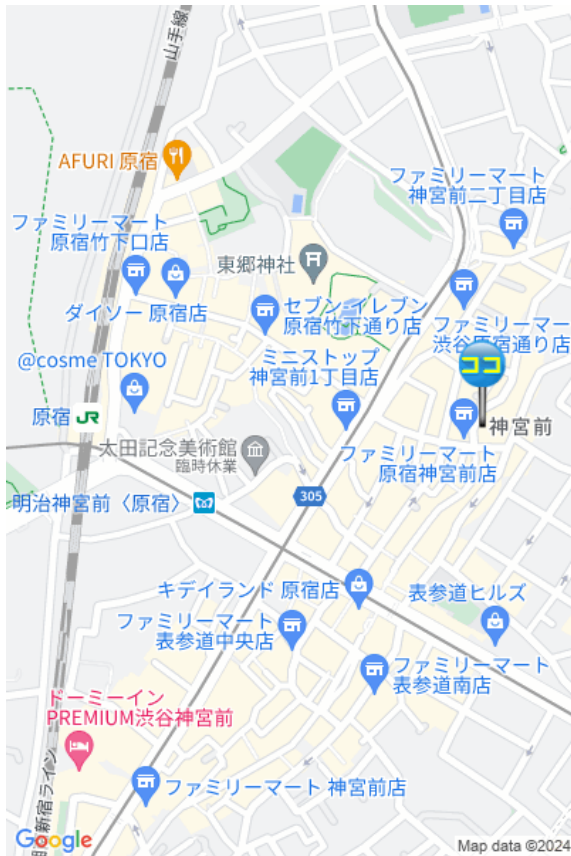 山手線
AFURI 原宿
ファミリーマート
神宮前二丁目店
ファミリーマート
原宿竹下口店
東郷神社
ダイソー 原宿店
セブン-イレブン
原宿竹下通り店
ファミリーマー
渋谷原宿通り店
@cosme TOKYO
ミニストップ
神宮前1丁目店
ココ
原宿 JR
神宮前
太田記念美術館
臨時休業
ファミリーマート
原宿神宮前店
305
明治神宮前〈原宿〉
キデイランド 原宿店
表参道ヒルズ
ファミリーマート
表参道中央店
ファミリーマート
表参道南店
ドーミーイン
PREMIUM渋谷神宮前
新宿ライン
ファミリーマート 神宮前店
Google
Map data ©2024